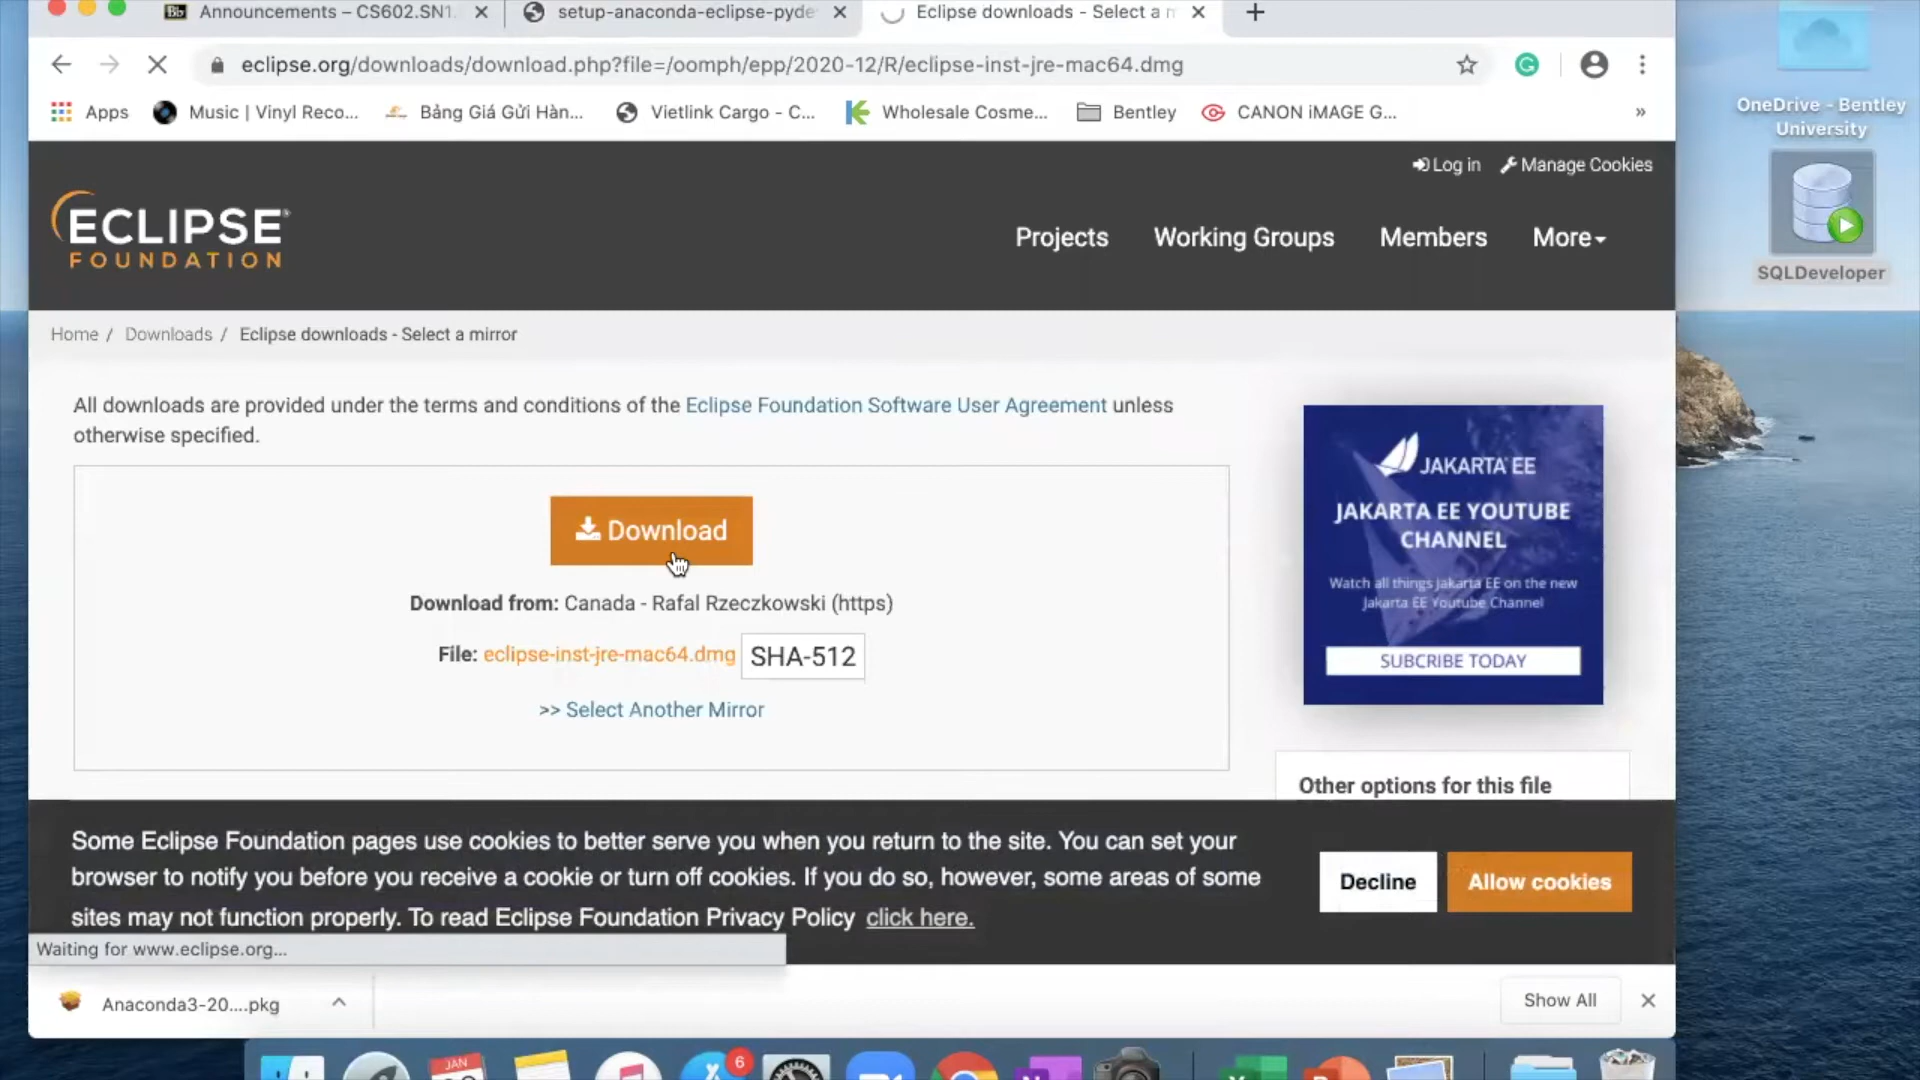 Announcements – CS602.SN1.
setup-anaconda-eclipse-pyde
Eclipse downloads - Select a m
eclipse.org/downloads/download.php?file=/oomph/epp/2020-12/R/eclipse-inst-jre-mac64.dmg
Apps
Music | Vinyl Reco...
Bảng Giá Gửi Hàn...
Vietlink Cargo - C...
Wholesale Cosme...
Bentley
CANON iMAGE G...
»
OneDrive - Bentley
University
SQLDeveloper
Log in
Manage Cookies
ECLIPSE
FOUNDATION
Projects
Working Groups
Members
More
Home / Downloads / Eclipse downloads - Select a mirror
All downloads are provided under the terms and conditions of the Eclipse Foundation Software User Agreement unless
otherwise specified.
Download
Download from: Canada - Rafal Rzeczkowski (https)
File: eclipse-inst-jre-mac64.dmg SHA-512
>> Select Another Mirror
JAKARTA EE
JAKARTA EE YOUTUBE
CHANNEL
Watch all things Jakarta EE on the new
Jakarta EE Youtube Channel
SUBCRIBE TODAY
Other options for this file
Some Eclipse Foundation pages use cookies to better serve you when you return to the site. You can set your
browser to notify you before you receive a cookie or turn off cookies. If you do so, however, some areas of some
sites may not function properly. To read Eclipse Foundation Privacy Policy click here.
Decline
Allow cookies
Waiting for www.eclipse.org...
Anaconda3-20....pkg
Show All
JAN
6